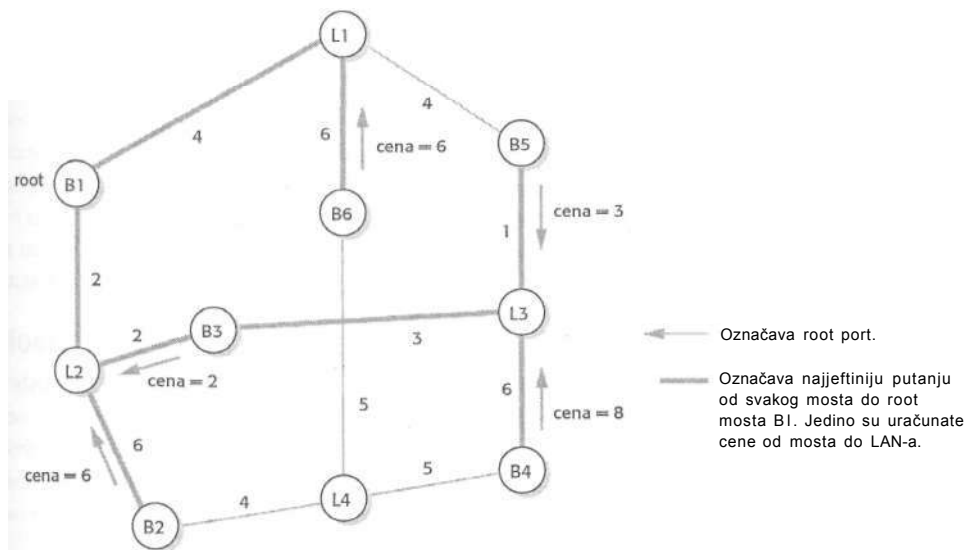 L1
4
4
6
cena = 6
B5
root
B1
B6
cena = 3
1
2
B3
L3
2
3
L2
cena = 2
Označava root port.
Označava najjeftiniju putanju
od svakog mosta do root
mosta BI. Jedino su uračunate
cene od mosta do LAN-a.
6
cena = 8
5
6
cena = 6
B4
5
L4
4
B2